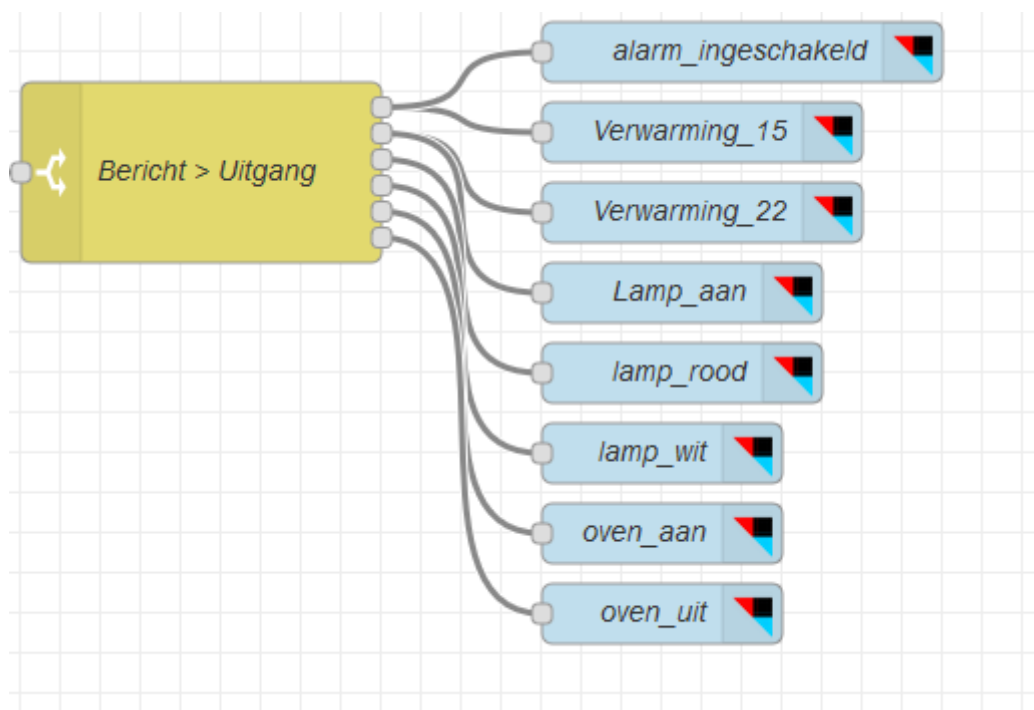 alarm_ingeschakeld
Bericht > Uitgang
Verwarming_15
Verwarming_22
Lamp_aan
lamp_rood
lamp_wit
oven_aan
oven_uit